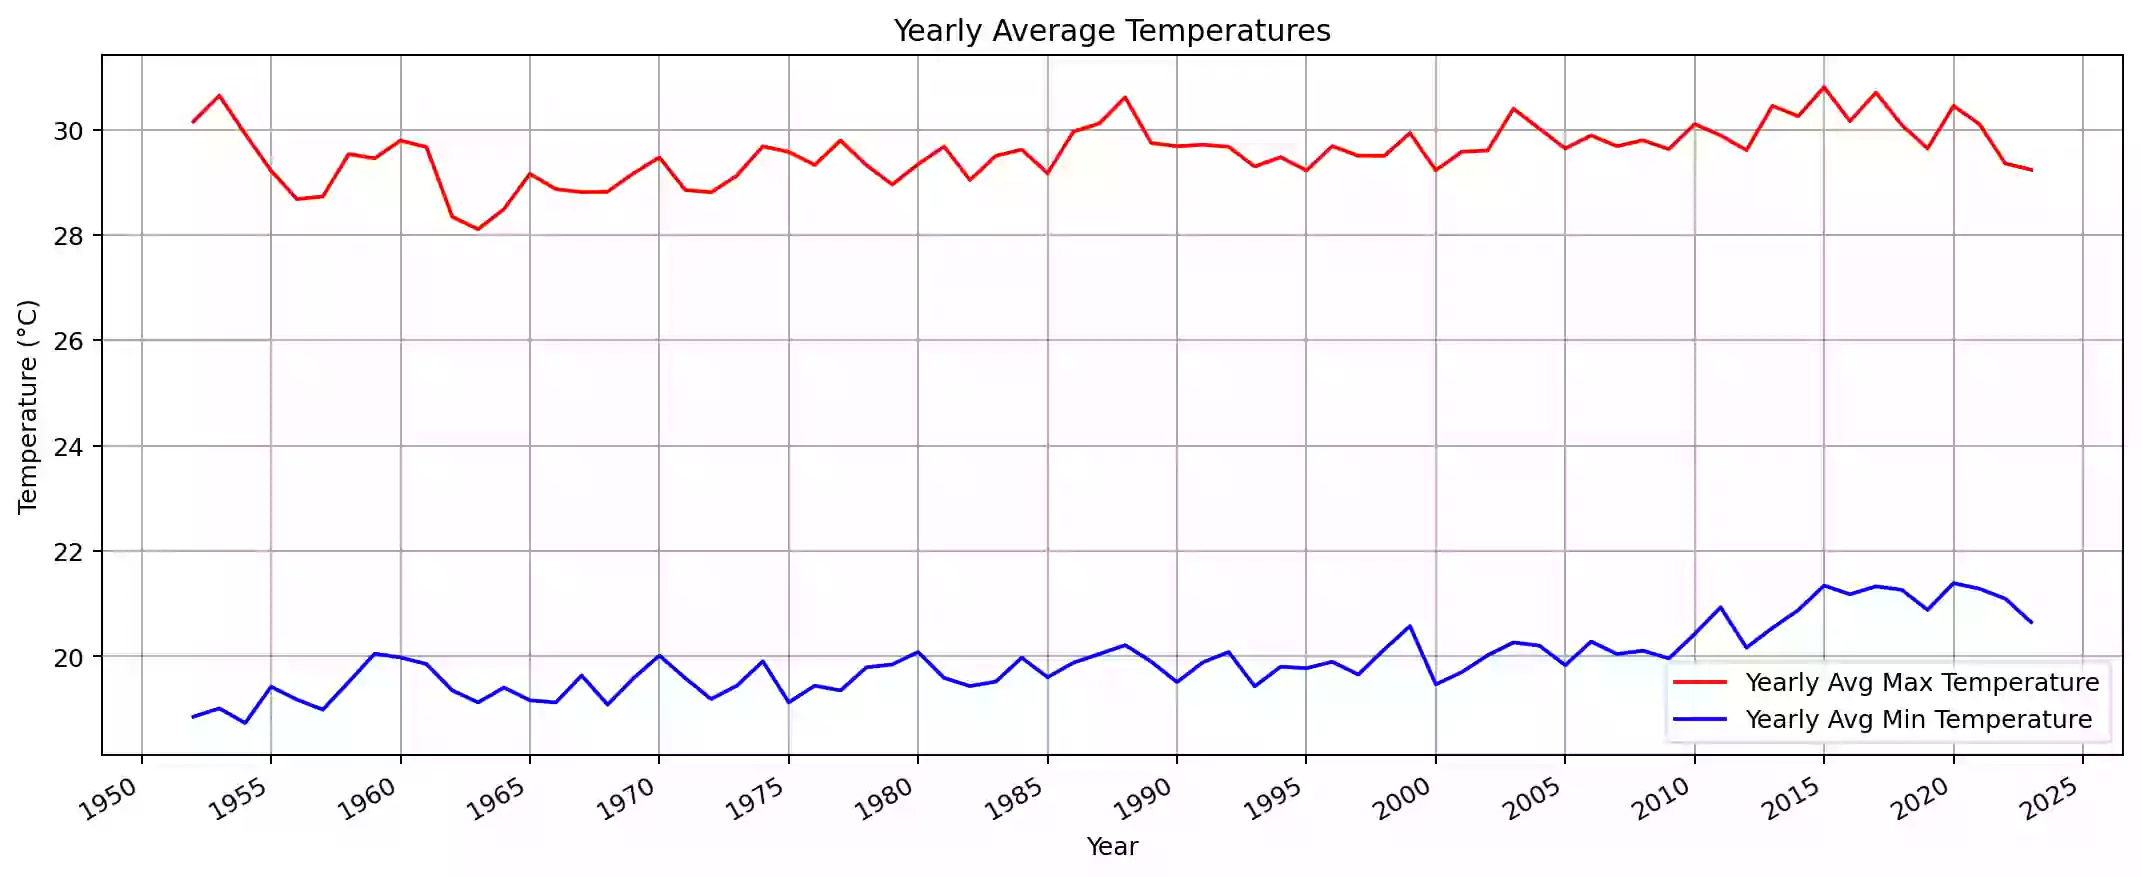 Yearly Average Temperatures
30
28
26
24
22
20
Temperature (°C)
Yearly Avg Max Temperature
Yearly Avg Min Temperature
1950 1955 1960 1965 1970 1975 1980 1985 1990 1995 2000 2005 2010 2015 2020 2025
Year